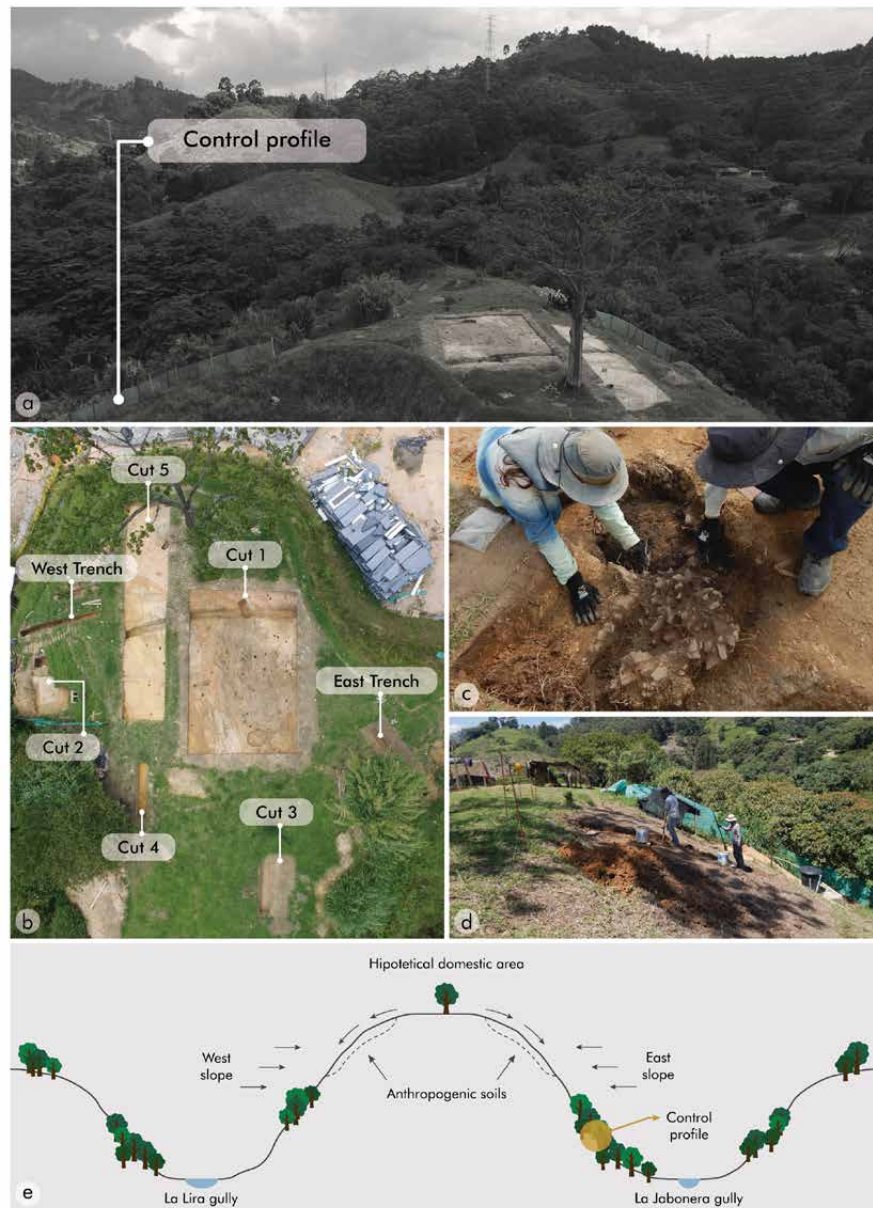 Control profile
a
Cut 5
Cut 1
West Trench
East Trench
Cut 2
Cut 3
Cut 4
b
c
d
Hipotetical domestic area
West
slope
East
slope
Anthropogenic soils
Control
profile
La Lira gully
La Jabonera gully
e